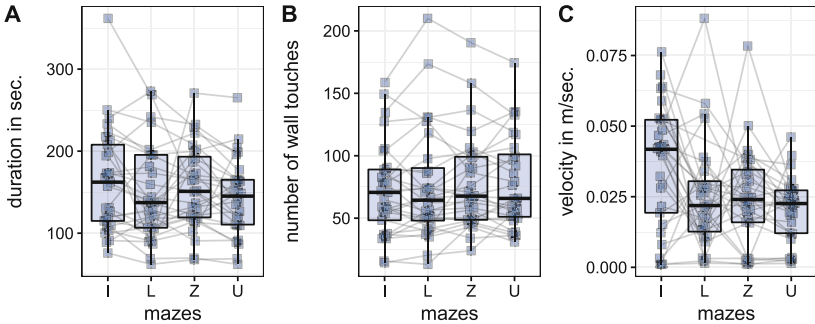 A
duration in sec.
300
200
100
I L Z U
mazes
B
number of wall touches
200
150
100
50
I L Z U
mazes
C
velocity in m/sec.
0.075
0.050
0.025
0.000
I L Z U
mazes